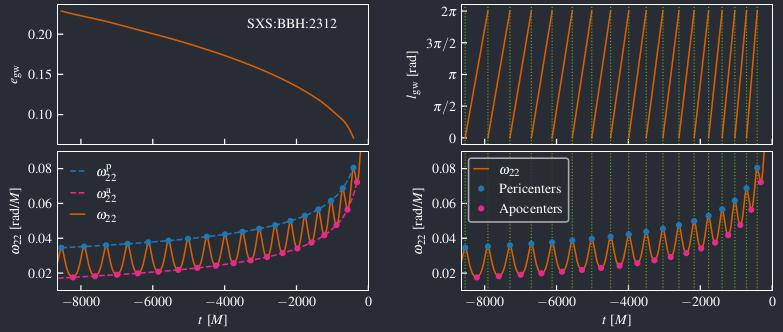 SXS:BBH:2312
e_gw
0.20
0.15
0.10
l_gw [rad]
2π
3π/2
π
π/2
0
ω_22 [rad/M]
0.08
0.06
0.04
0.02
ω^p_22
ω^a_22
ω_22
−8000 −6000 −4000 −2000 0
t [M]
ω_22 [rad/M]
0.08
0.06
0.04
0.02
ω_22
Pericenters
Apocenters
−8000 −6000 −4000 −2000 0
t [M]